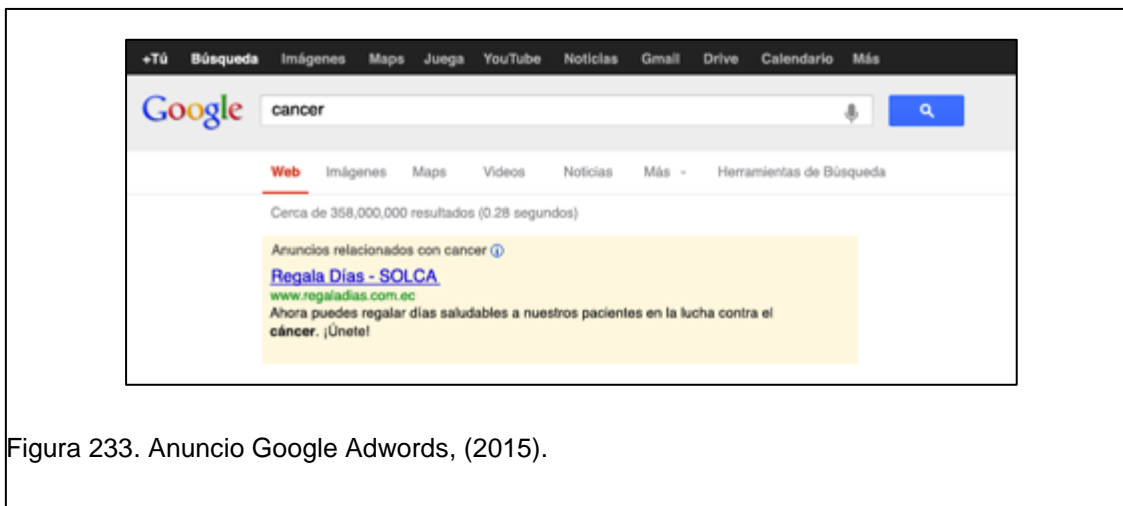 +Tú Búsqueda Imágenes Maps Juega YouTube Noticias Gmail Drive Calendario Más
Google cancer
Web Imágenes Maps Videos Noticias Más Herramientas de Búsqueda
Cerca de 358,000,000 resultados (0.28 segundos)
Anuncios relacionados con cancer
Regala Días - SOLCA
www.regaladias.com.ec
Ahora puedes regalar días saludables a nuestros pacientes en la lucha contra el
cáncer. ¡Únete!
Figura 233. Anuncio Google Adwords, (2015).